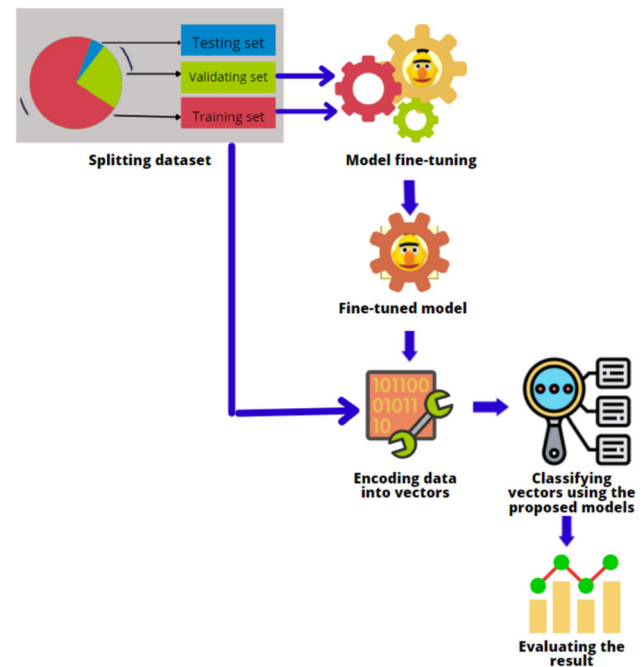 Testing set
Validating set
Training set
Splitting dataset
Model fine-tuning
Fine-tuned model
101100
01011
10
Encoding data
into vectors
Classifying
vectors using the
proposed models
Evaluating the
result